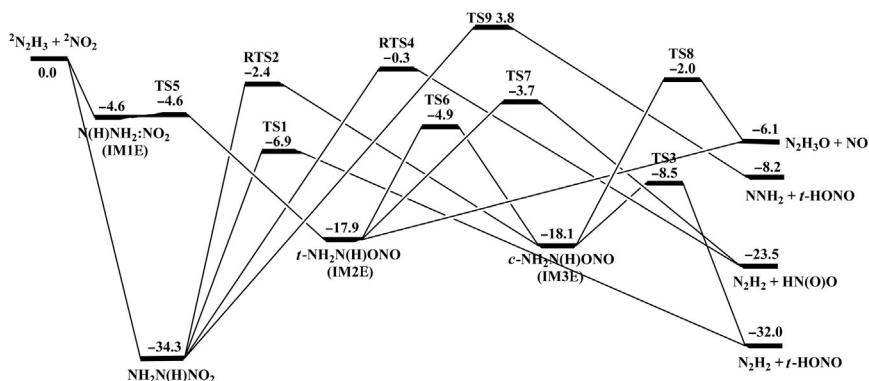 TS9 3.8
²N₂H₃ + ²NO₂
0.0
RTS2
−2.4
RTS4
−0.3
TS8
−2.0
TS7
−3.7
TS5
−4.6
−4.6
N(H)NH₂:NO₂
(IM1E)
TS6
−4.9
TS1
−6.9
−6.1
N₂H₃O + NO
TS3
−8.5
−8.2
NNH₂ + t-HONO
−17.9
t-NH₂N(H)ONO
(IM2E)
−18.1
c-NH₂N(H)ONO
(IM3E)
−23.5
N₂H₂ + HN(O)O
−34.3
NH₂N(H)NO₂
−32.0
N₂H₂ + t-HONO